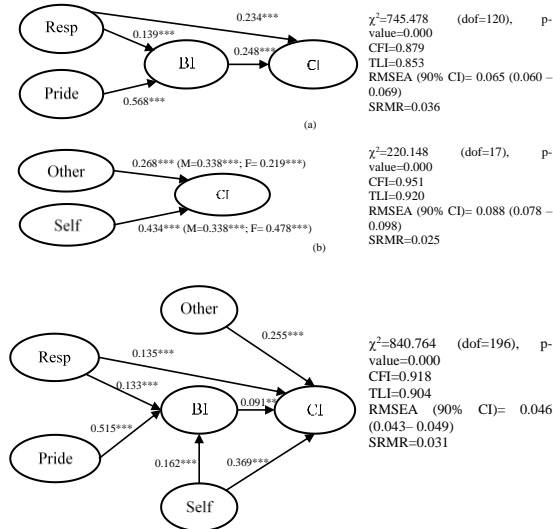 Resp
0.234***
0.139***
BI
0.248***
CI
Pride
0.568***
(a)
χ²=745.478 (dof=120), p-
value=0.000
CFI=0.879
TLI=0.853
RMSEA (90% CI)= 0.065 (0.060 –
0.069)
SRMR=0.036
Other
0.268*** (M=0.338***; F= 0.219***)
CI
Self
0.434*** (M=0.338***; F= 0.478***)
(b)
χ²=220.148 (dof=17), p-
value=0.000
CFI=0.951
TLI=0.920
RMSEA (90% CI)= 0.088 (0.078 –
0.098)
SRMR=0.025
Other
0.255***
Resp
0.135***
0.133***
BI
0.091**
CI
0.515***
Pride
0.162***
0.369***
Self
χ²=840.764 (dof=196), p-
value=0.000
CFI=0.918
TLI=0.904
RMSEA (90% CI)= 0.046
(0.043– 0.049)
SRMR=0.031